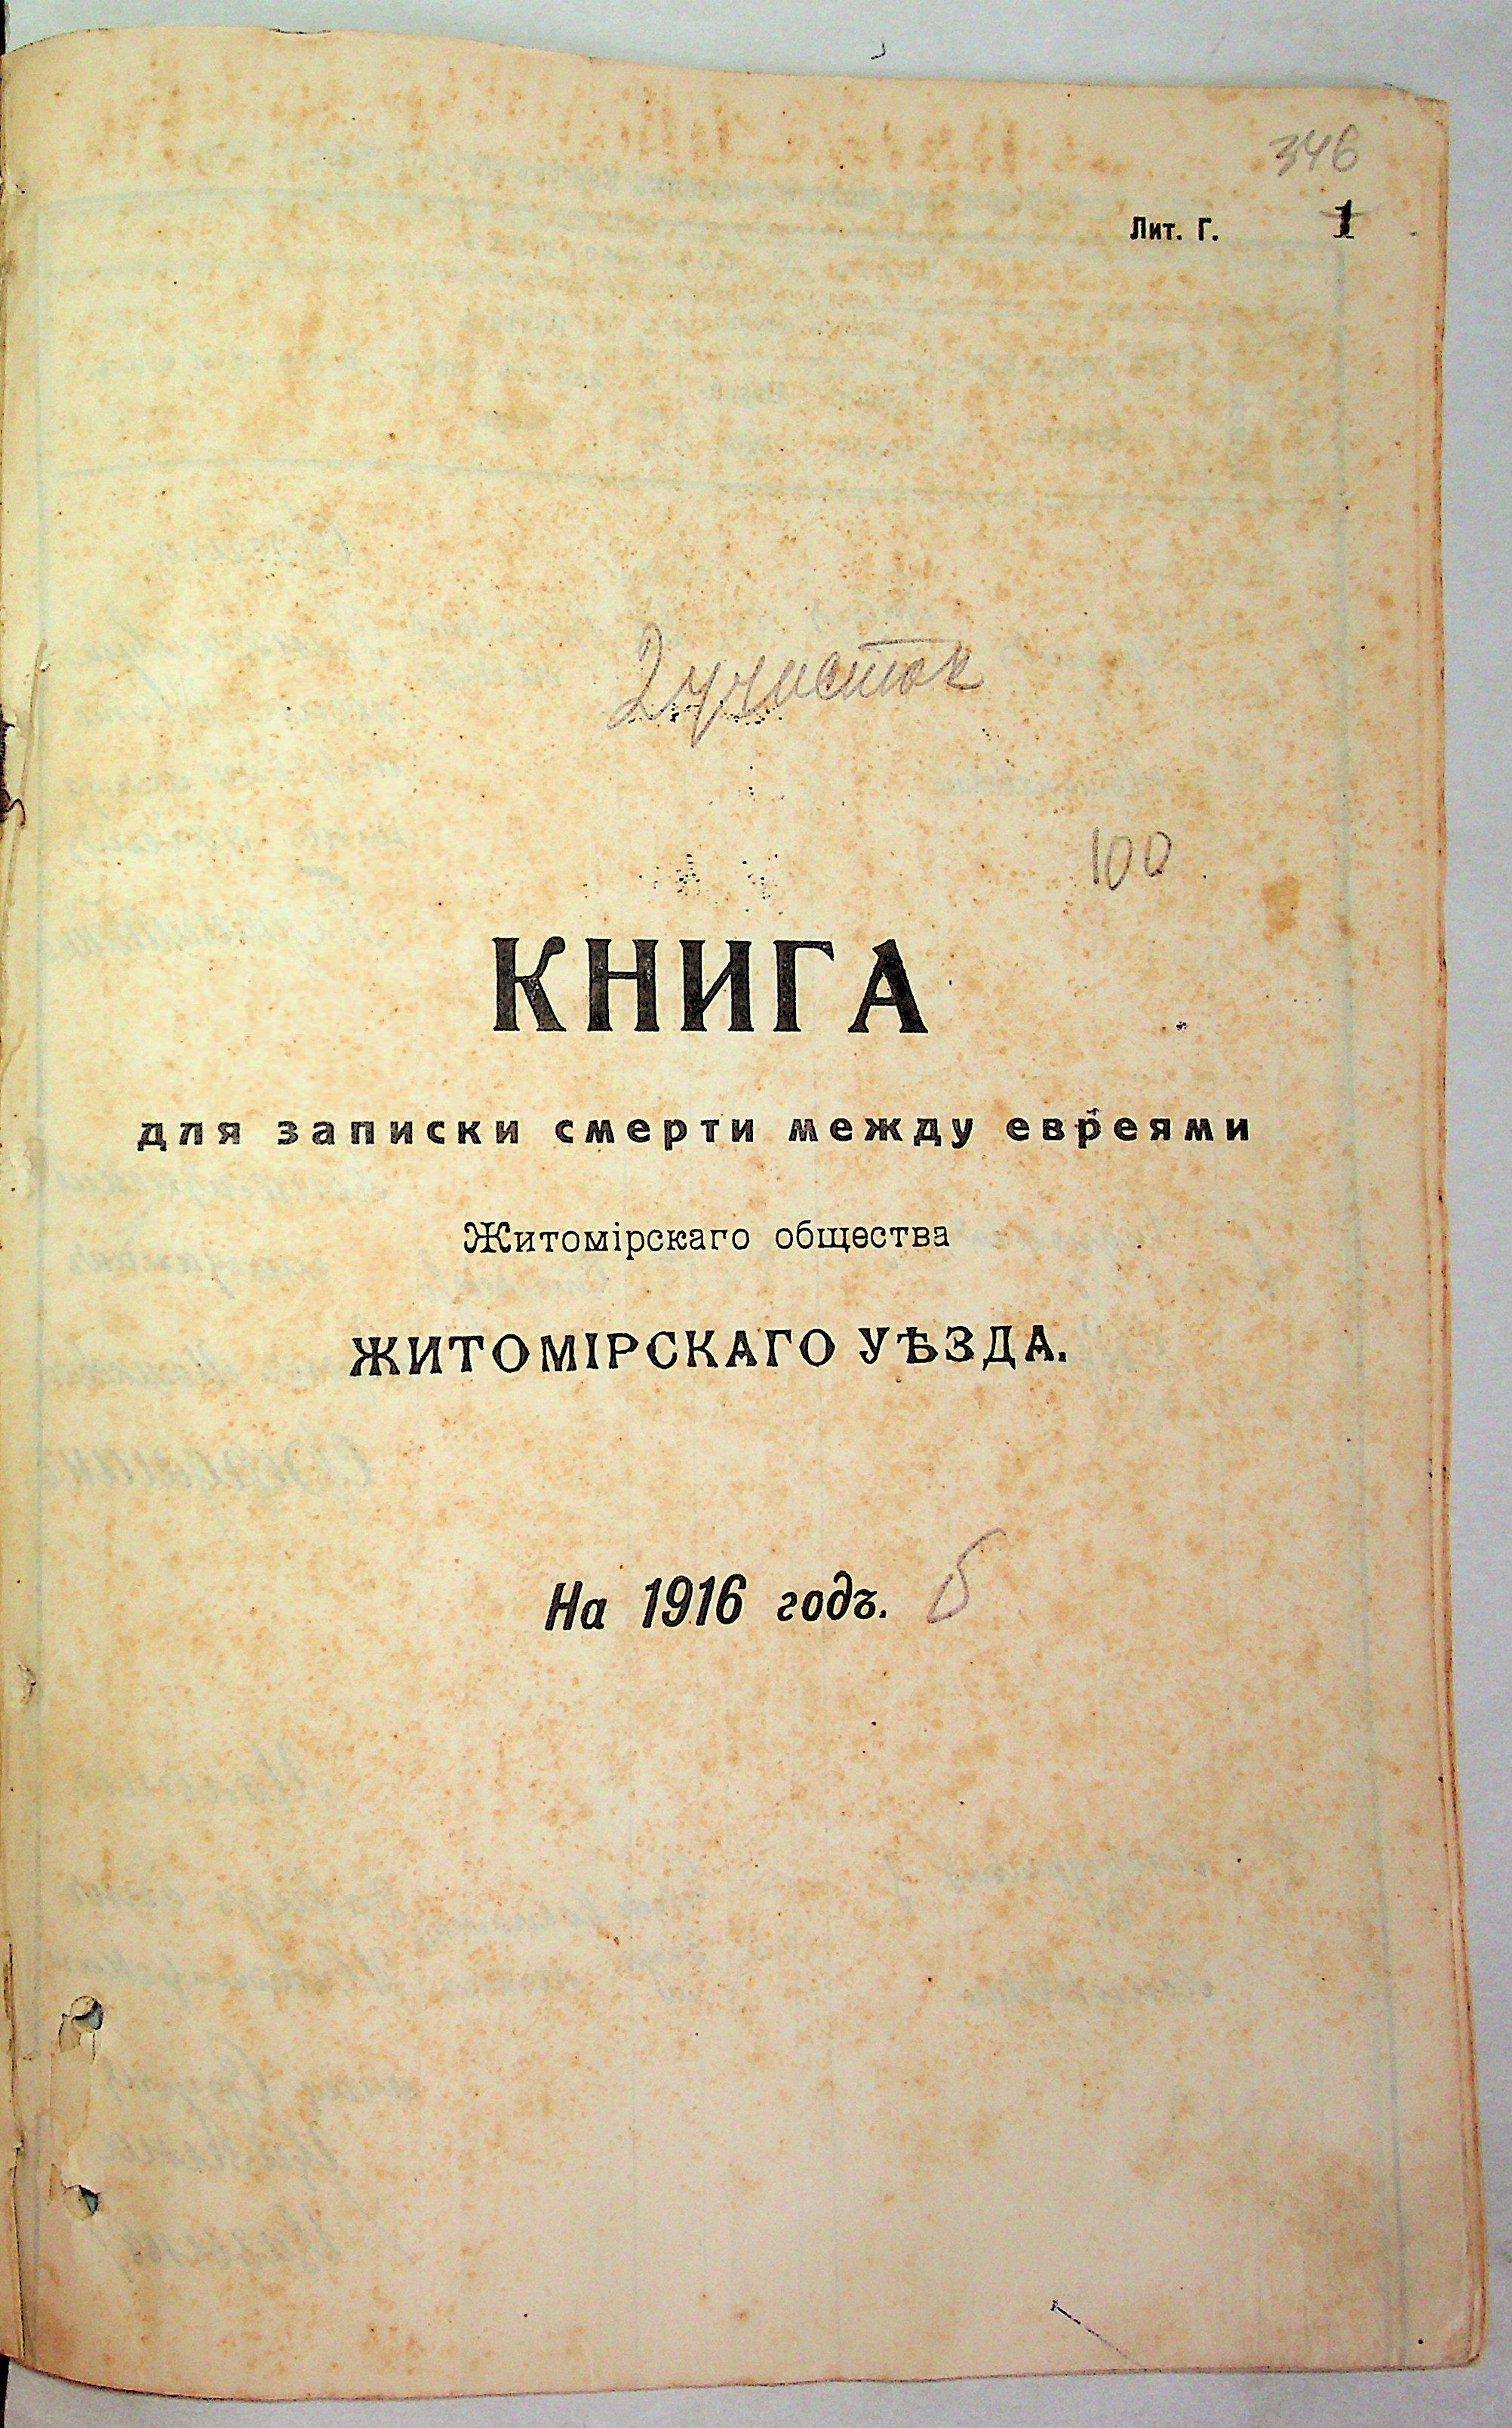 346
Лит. Г. 1
2 участок
100
КНИГА
для записки смерти между евреями
Житомірскаго общества
ЖИТОМІРСКАГО УѢЗДА.
На 1916 годъ. б